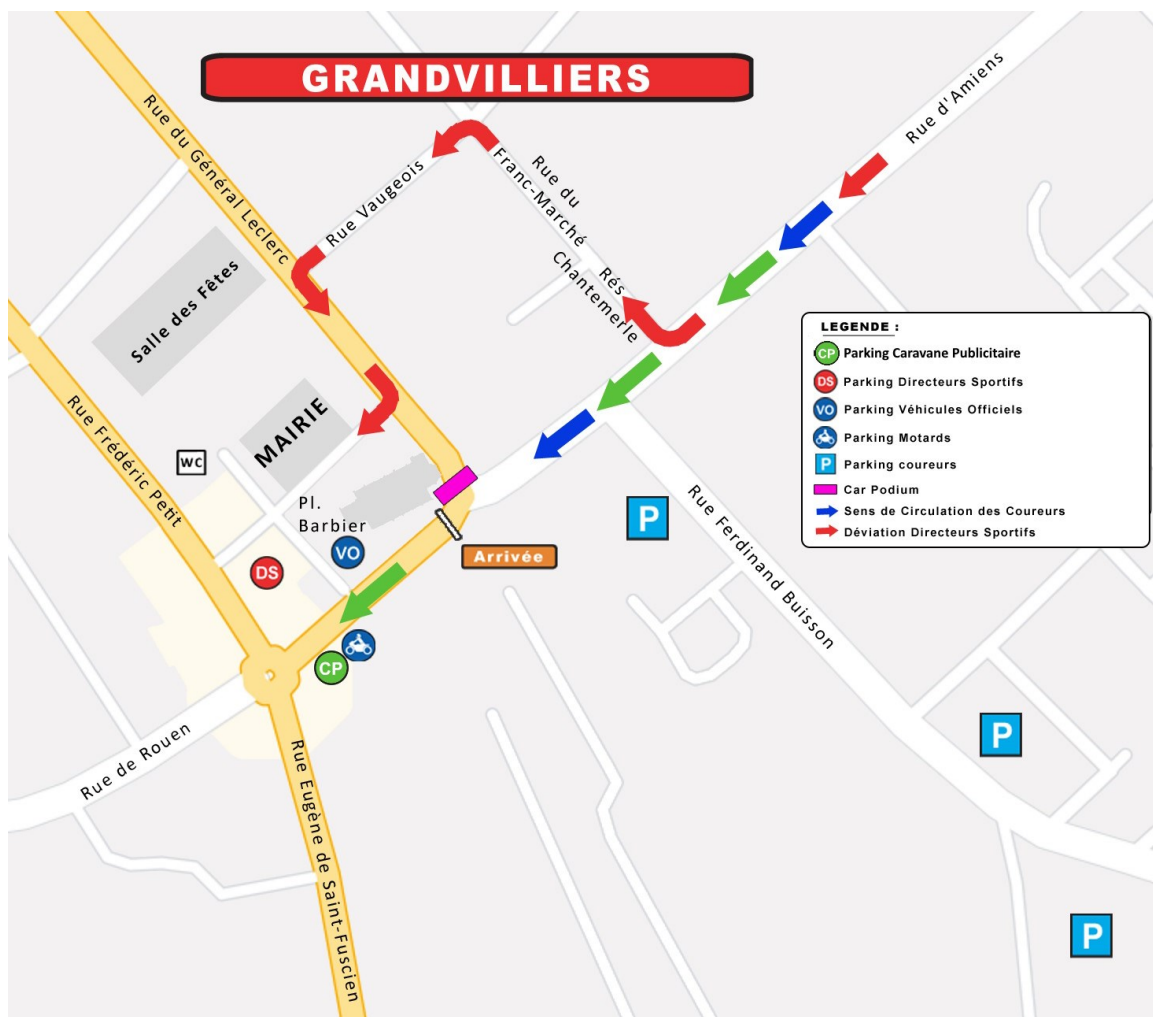 GRANDVILLIERS
Rue d'Amiens
Rue du Général Leclerc
Rue du
Franc-Marché
Rue Vaugeois
Rés
Chantemerle
Salle des Fêtes
LEGENDE :
CP Parking Caravane Publicitaire
DS Parking Directeurs Sportifs
VO Parking Véhicules Officiels
Parking Motards
P Parking coureurs
Car Podium
Sens de Circulation des Coureurs
Déviation Directeurs Sportifs
MAIRIE
Rue Frédéric Petit
WC
Pl.
Barbier
P
VO
Arrivée
DS
Rue Ferdinand Buisson
CP
P
Rue de Rouen
Rue Eugène de Saint-Fuscien
P